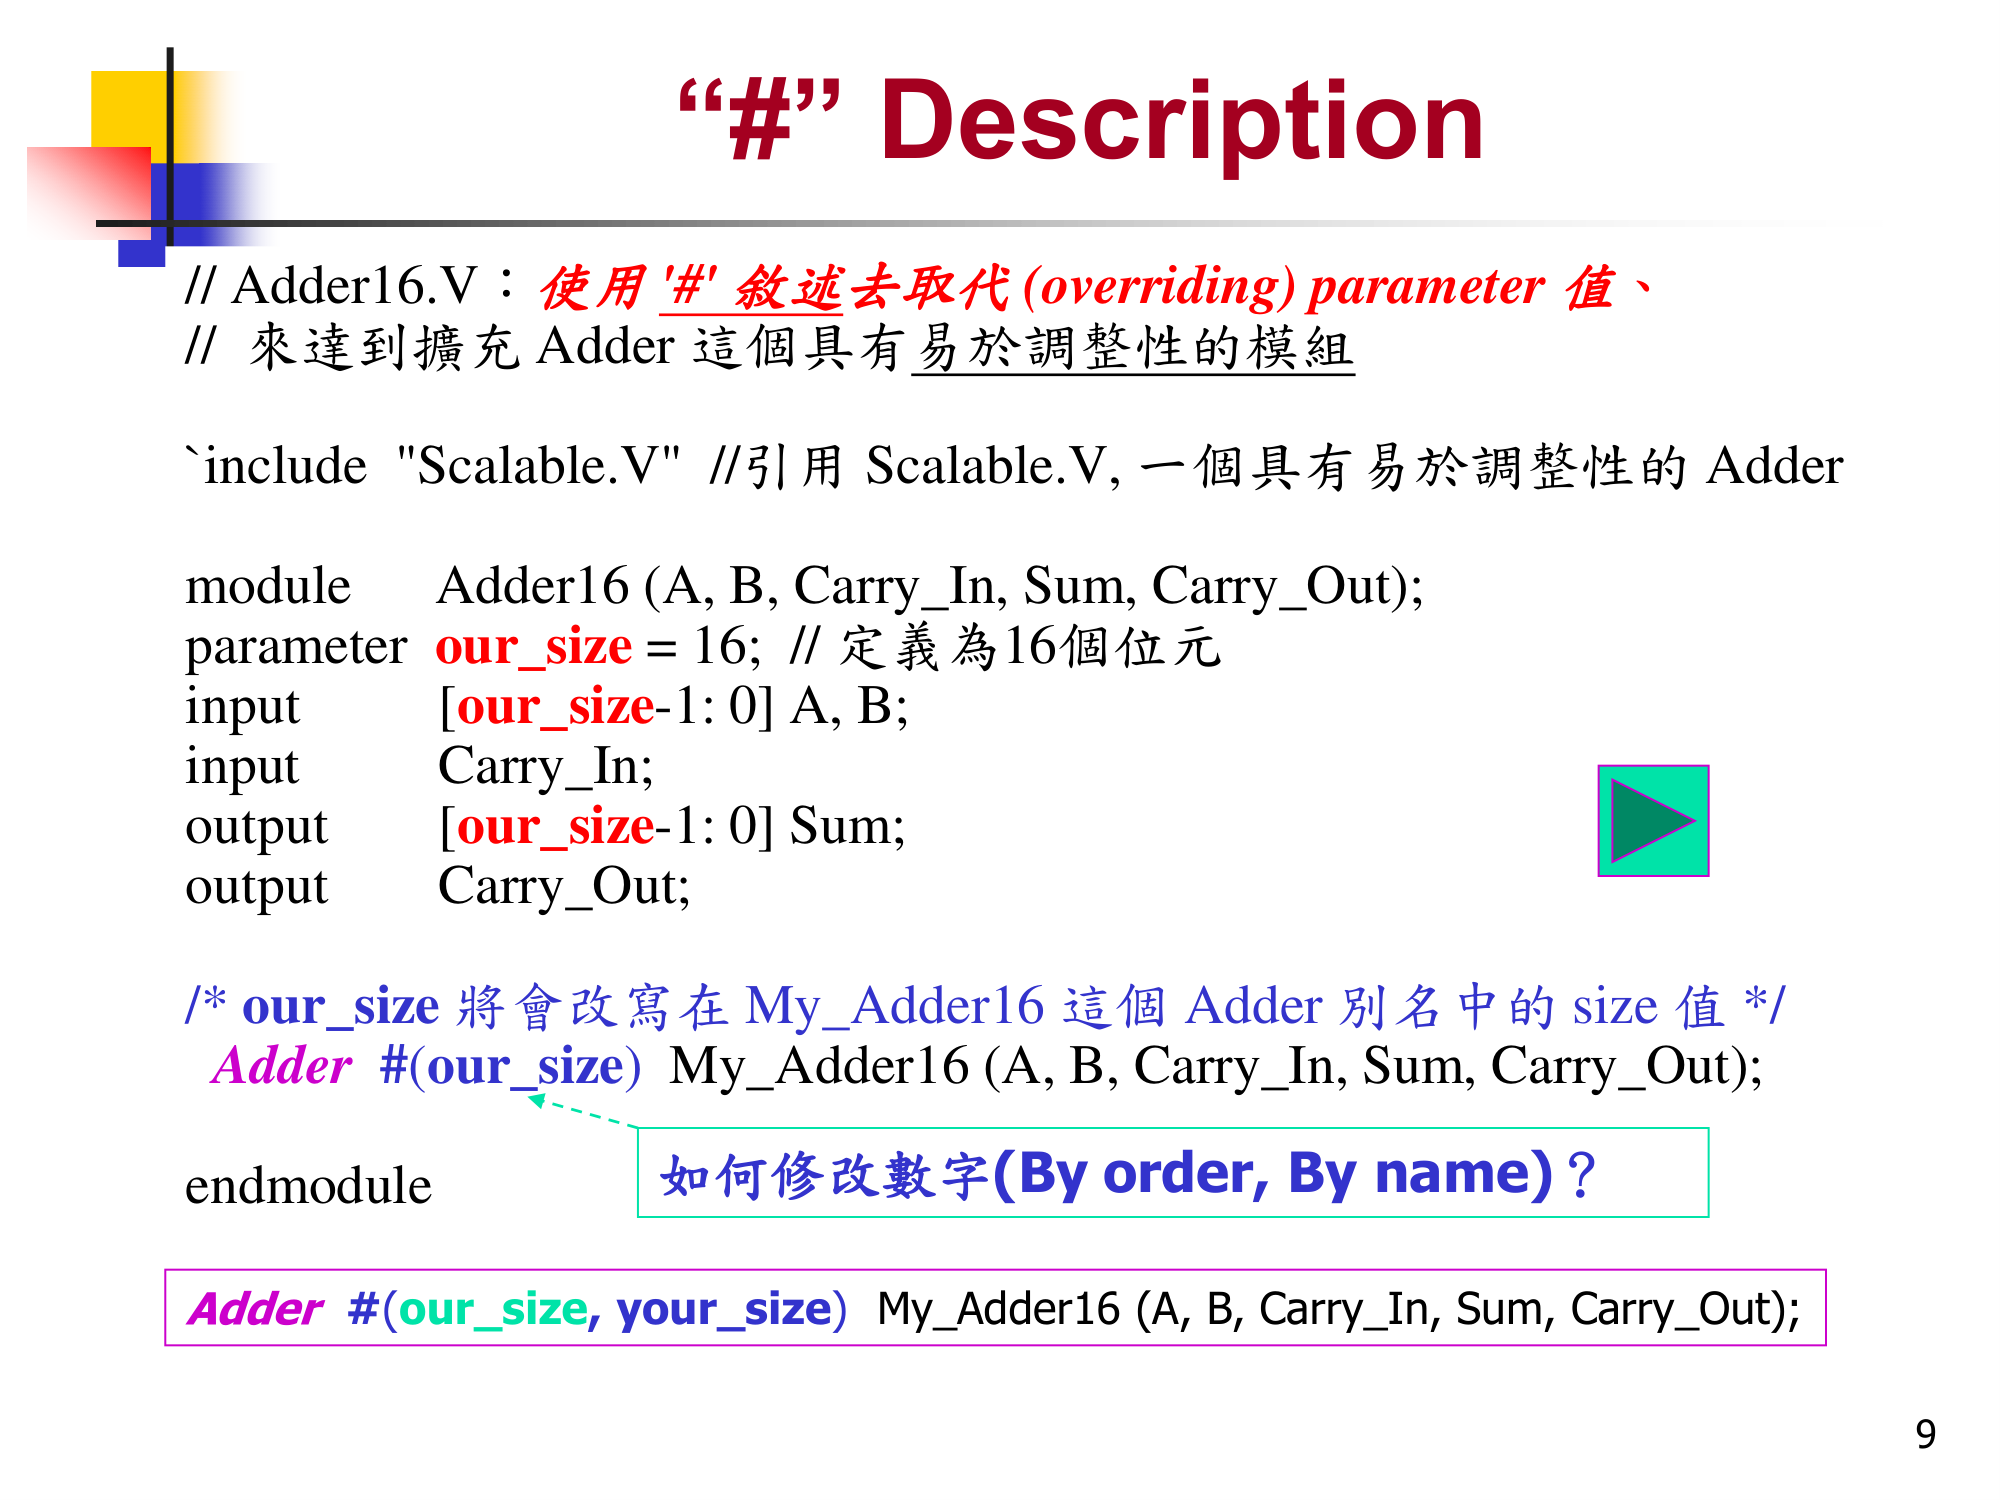 “#” Description
// Adder16.V：使用 '#' 敘述去取代 (overriding) parameter 值、
// 來達到擴充 Adder 這個具有易於調整性的模組
`include "Scalable.V" //引用 Scalable.V, 一個具有易於調整性的 Adder
module Adder16 (A, B, Carry_In, Sum, Carry_Out);
parameter our_size = 16; // 定義為16個位元
input [our_size-1: 0] A, B;
input Carry_In;
output [our_size-1: 0] Sum;
output Carry_Out;
/* our_size 將會改寫在 My_Adder16 這個 Adder 別名中的 size 值 */
Adder #(our_size) My_Adder16 (A, B, Carry_In, Sum, Carry_Out);
如何修改數字(By order, By name)？
endmodule
Adder #(our_size, your_size) My_Adder16 (A, B, Carry_In, Sum, Carry_Out);
9